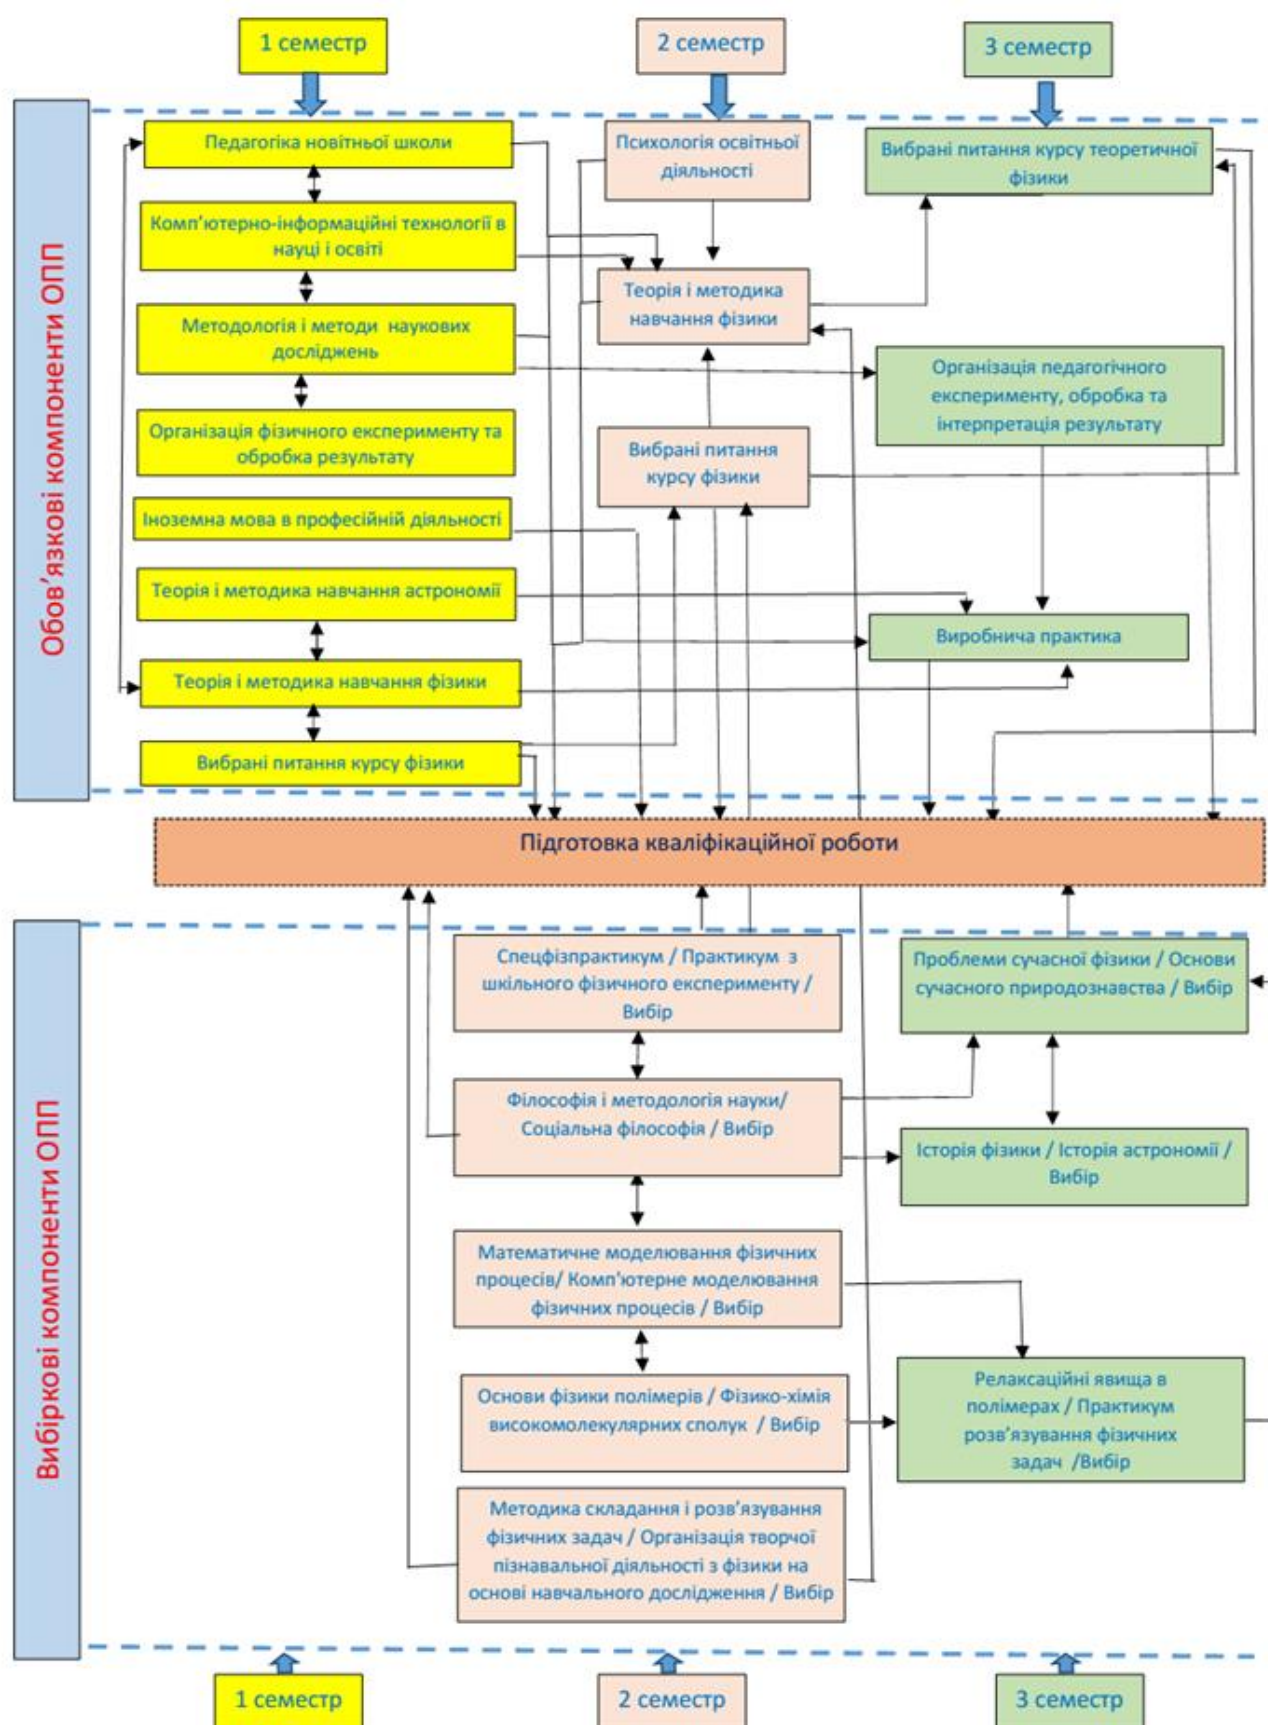 1 семестр
2 семестр
3 семестр
Обов'язкові компоненти ОПП
Педагогіка новітньої школи
Комп'ютерно-інформаційні технології в
науці і освіті
Методологія і методи наукових
досліджень
Організація фізичного експерименту та
обробка результату
Іноземна мова в професійній діяльності
Теорія і методика навчання астрономії
Теорія і методика навчання фізики
Вибрані питання курсу фізики
Психологія освітньої
діяльності
Теорія і методика
навчання фізики
Вибрані питання
курсу фізики
Вибрані питання курсу теоретичної
фізики
Організація педагогічного
експерименту, обробка та
інтерпретація результату
Виробнича практика
Підготовка кваліфікаційної роботи
Вибіркові компоненти ОПП
Спецфізпрактикум / Практикум з
шкільного фізичного експерименту /
Вибір
Філософія і методологія науки/
Соціальна філософія / Вибір
Математичне моделювання фізичних
процесів/ Комп'ютерне моделювання
фізичних процесів / Вибір
Основи фізики полімерів / Фізико-хімія
високомолекулярних сполук / Вибір
Методика складання і розв'язування
фізичних задач / Організація творчої
пізнавальної діяльності з фізики на
основі навчального дослідження / Вибір
Проблеми сучасної фізики / Основи
сучасного природознавства / Вибір
Історія фізики / Історія астрономії /
Вибір
Релаксаційні явища в
полімерах / Практикум
розв'язування фізичних
задач /Вибір
1 семестр
2 семестр
3 семестр